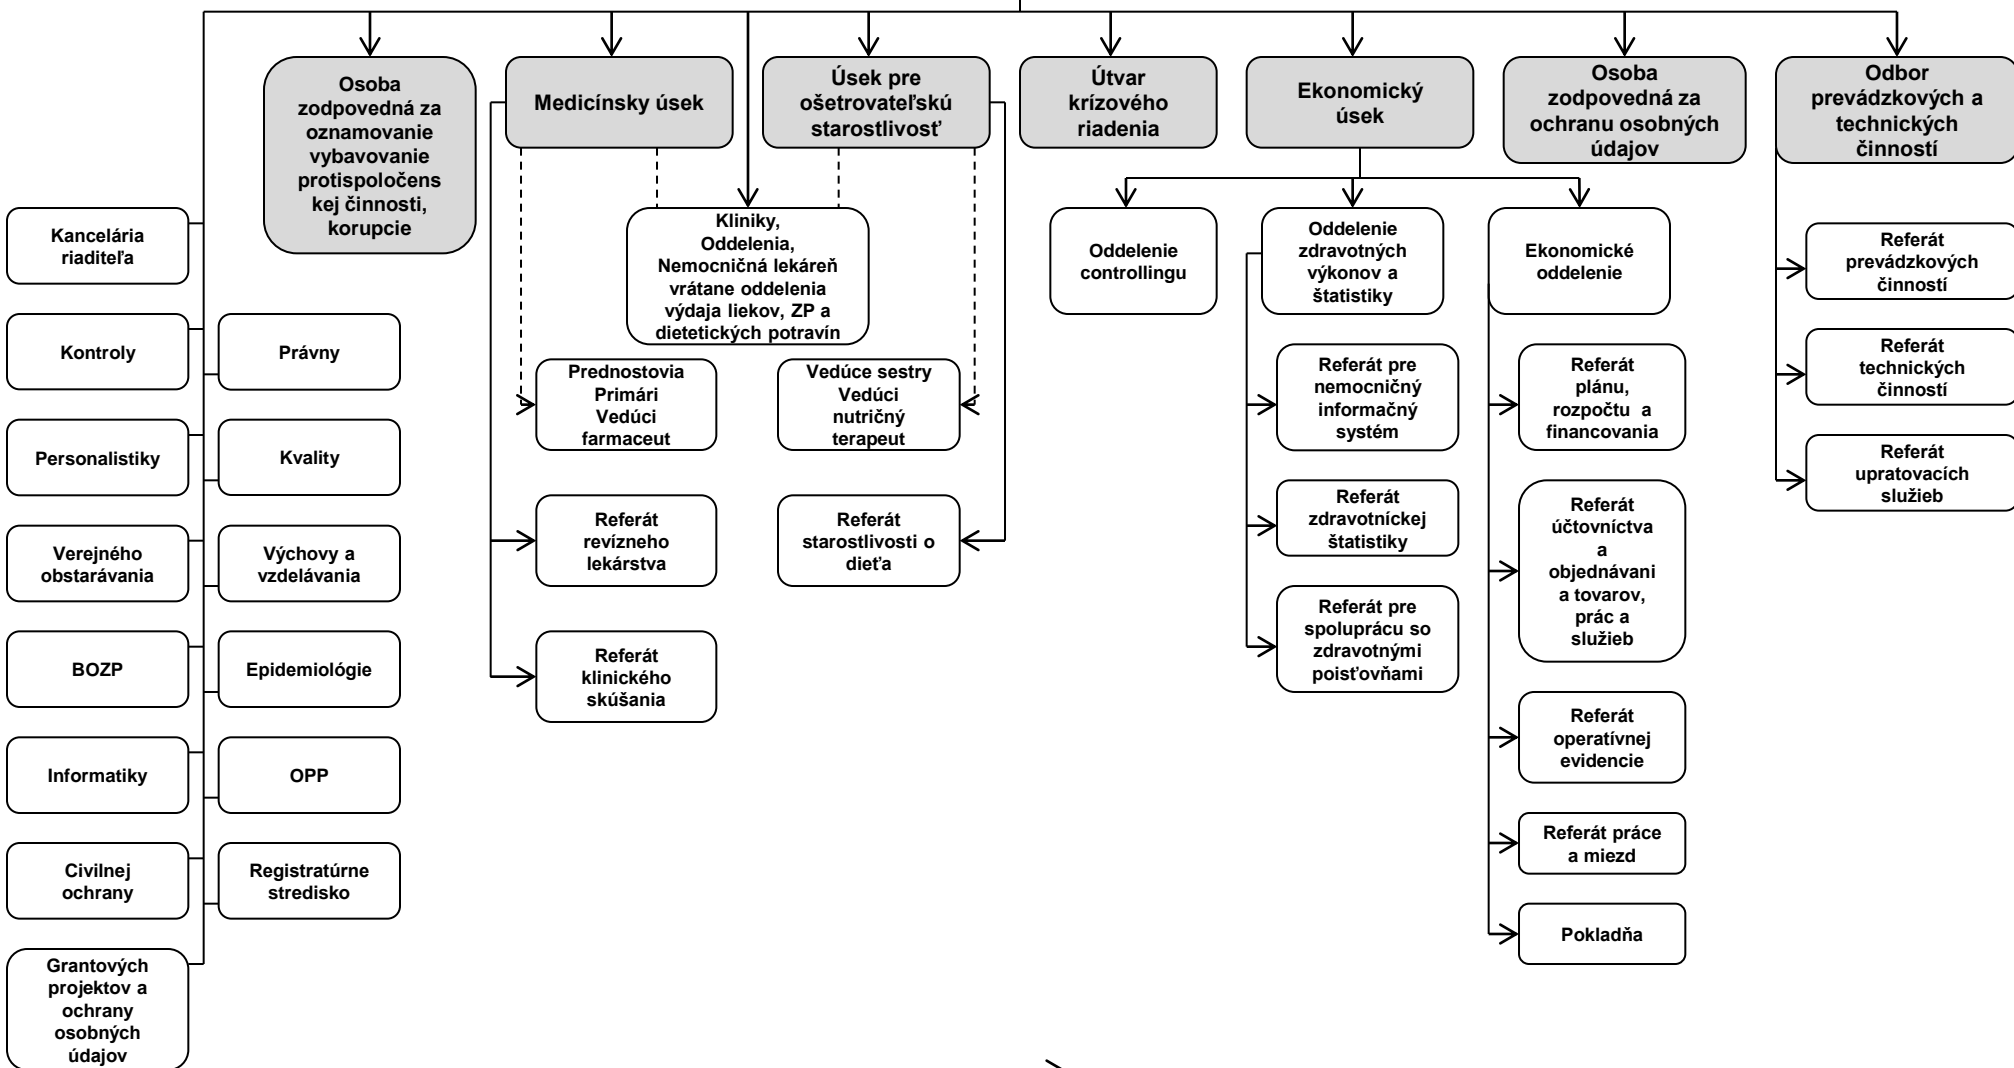 Osoba
zodpovedná za
oznamovanie
vybavovanie
protispoločens
kej činnosti,
korupcie
Medicínsky úsek
Úsek pre
ošetrovateľskú
starostlivosť
Útvar
krízového
riadenia
Ekonomický
úsek
Osoba
zodpovedná za
ochranu osobných
údajov
Odbor
prevádzkových a
technických
činností
Kancelária
riaditeľa
Kontroly
Právny
Personalistiky
Kvality
Verejného
obstarávania
Výchovy a
vzdelávania
BOZP
Epidemiológie
Informatiky
OPP
Civilnej
ochrany
Registratúrne
stredisko
Grantových
projektov a
ochrany
osobných
údajov
Kliniky,
Oddelenia,
Nemocničná lekáreň
vrátane oddelenia
výdaja liekov, ZP a
dietetických potravín
Prednostovia
Primári
Vedúci
farmaceut
Vedúce sestry
Vedúci
nutričný
terapeut
Referát
revízneho
lekárstva
Referát
starostlivosti o
dieťa
Referát
klinického
skúšania
Oddelenie
controllingu
Oddelenie
zdravotných
výkonov a
štatistiky
Ekonomické
oddelenie
Referát pre
nemocničný
informačný
systém
Referát
zdravotníckej
štatistiky
Referát pre
spoluprácu so
zdravotnými
poisťovňami
Referát
plánu,
rozpočtu a
financovania
Referát
účtovníctva
a
objednávani
a tovarov,
prác a
služieb
Referát
operatívnej
evidencie
Referát práce
a miezd
Pokladňa
Referát
prevádzkových
činností
Referát
technických
činností
Referát
upratovacích
služieb